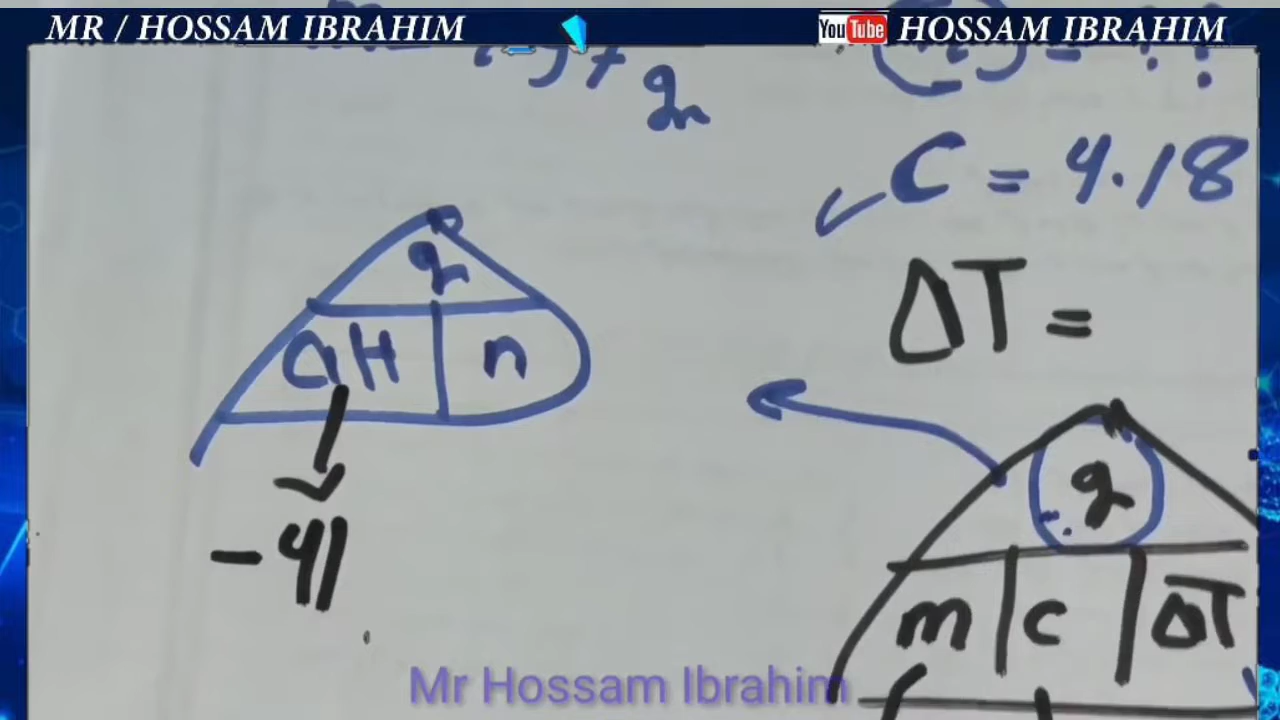 MR / HOSSAM IBRAHIM
YouTube HOSSAM IBRAHIM
C = 4.18
ΔT =
q
ΔH n
-41
q
m c ΔT
Mr Hossam Ibrahim